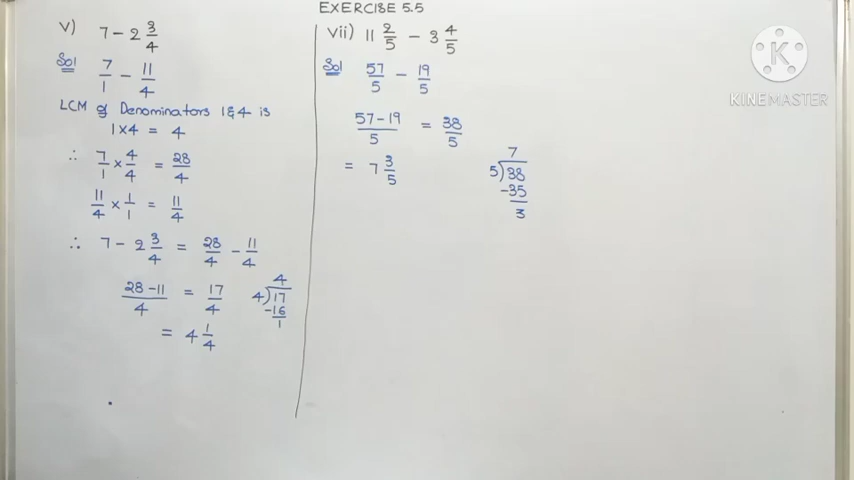 EXERCISE 5.5
v) 7 - 2 3/4
Sol 7/1 - 11/4
LCM of Denominators 1 & 4 is
1 x 4 = 4
∴ 7/1 x 4/4 = 28/4
11/4 x 1/1 = 11/4
∴ 7 - 2 3/4 = 28/4 - 11/4
28-11/4 = 17/4
4
4)17
-16
1
= 4 1/4
vii) 11 2/5 - 3 4/5
Sol 57/5 - 19/5
57-19/5 = 38/5
= 7 3/5
7
5)38
-35
3
K
KINEMASTER